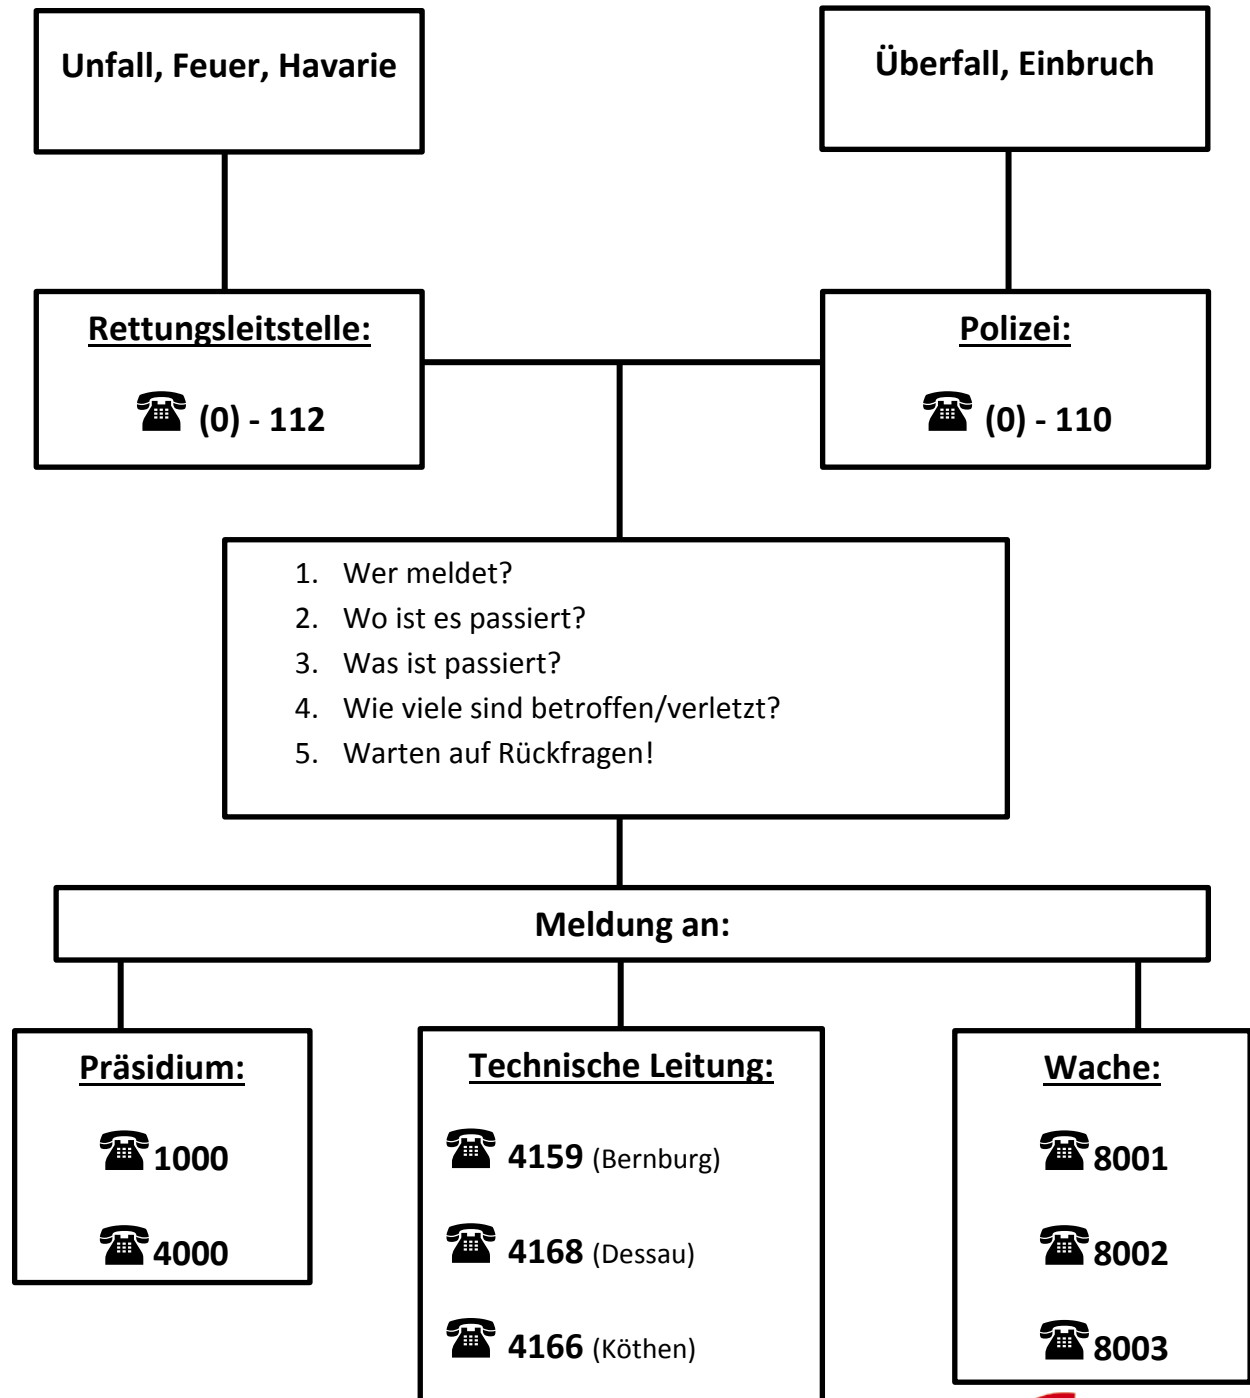 Unfall, Feuer, Havarie
Überfall, Einbruch
Rettungsleitstelle:
☎ (0) - 112
Polizei:
☎ (0) - 110
1. Wer meldet?
2. Wo ist es passiert?
3. Was ist passiert?
4. Wie viele sind betroffen/verletzt?
5. Warten auf Rückfragen!
Meldung an:
Präsidium:
☎ 1000
☎ 4000
Technische Leitung:
☎ 4159 (Bernburg)
☎ 4168 (Dessau)
☎ 4166 (Köthen)
Wache:
☎ 8001
☎ 8002
☎ 8003